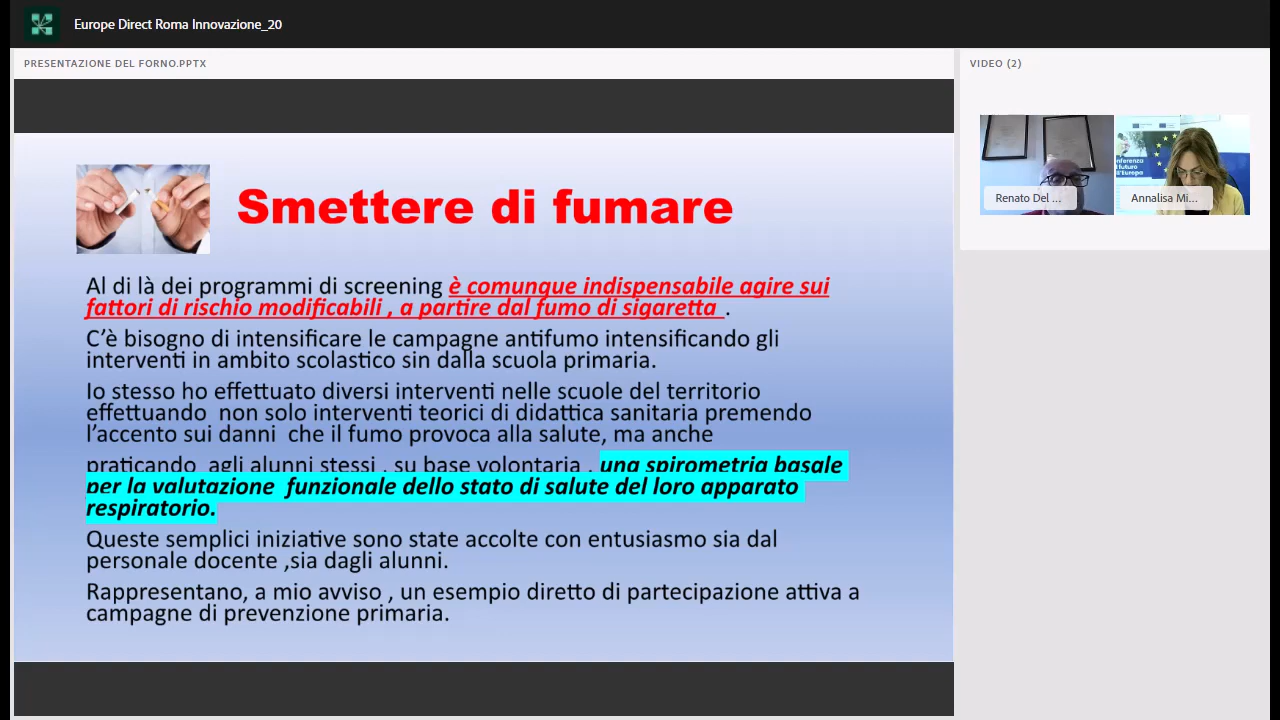 Europe Direct Roma Innovazione_20
PRESENTAZIONE DEL FORNO.PPTX
VIDEO (2)
Smettere di fumare
Al di là dei programmi di screening è comunque indispensabile agire sui
fattori di rischio modificabili , a partire dal fumo di sigaretta .
C’è bisogno di intensificare le campagne antifumo intensificando gli
interventi in ambito scolastico sin dalla scuola primaria.
Io stesso ho effettuato diversi interventi nelle scuole del territorio
effettuando non solo interventi teorici di didattica sanitaria premendo
l’accento sui danni che il fumo provoca alla salute, ma anche
praticando agli alunni stessi , su base volontaria , una spirometria basale
per la valutazione funzionale dello stato di salute del loro apparato
respiratorio.
Queste semplici iniziative sono state accolte con entusiasmo sia dal
personale docente ,sia dagli alunni.
Rappresentano, a mio avviso , un esempio diretto di partecipazione attiva a
campagne di prevenzione primaria.
Renato Del ...
Annalisa Mi...
onferenza
l futuro
d'Europa